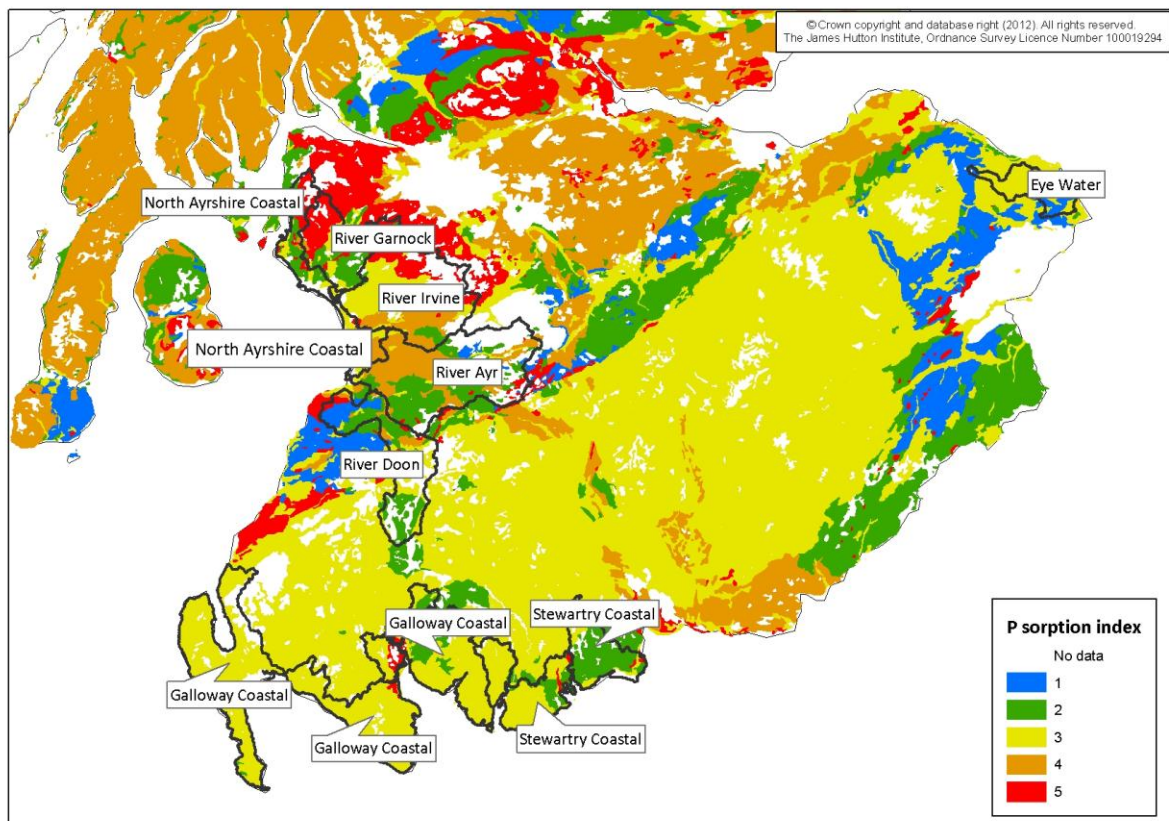 © Crown copyright and database right (2012). All rights reserved.
The James Hutton Institute, Ordnance Survey Licence Number 100019294
Eye Water
North Ayrshire Coastal
River Garnock
River Irvine
North Ayrshire Coastal
River Ayr
River Doon
Stewartry Coastal
Galloway Coastal
Galloway Coastal
Stewartry Coastal
Galloway Coastal
P sorption index
No data
1
2
3
4
5